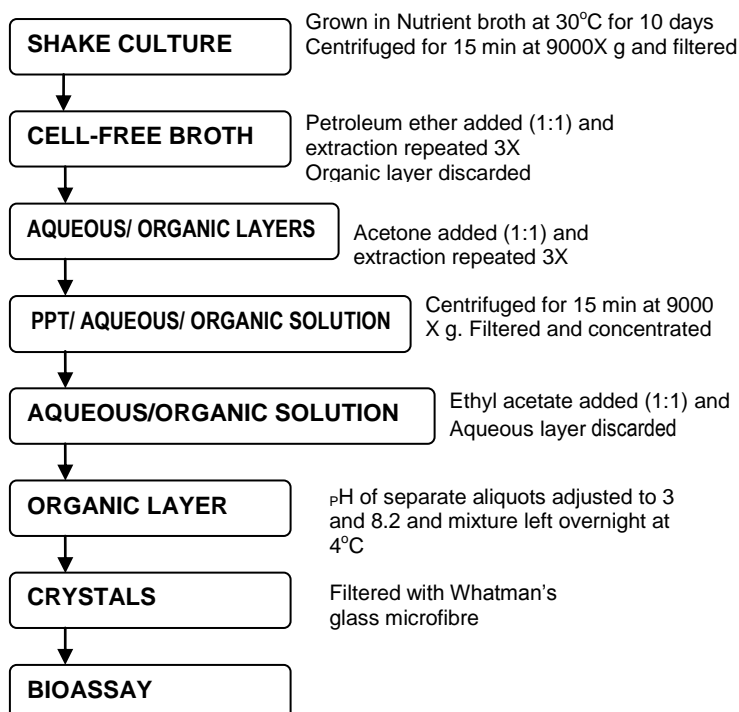 SHAKE CULTURE
Grown in Nutrient broth at 30°C for 10 days
Centrifuged for 15 min at 9000X g and filtered
CELL-FREE BROTH
Petroleum ether added (1:1) and
extraction repeated 3X
Organic layer discarded
AQUEOUS/ ORGANIC LAYERS
Acetone added (1:1) and
extraction repeated 3X
PPT/ AQUEOUS/ ORGANIC SOLUTION
Centrifuged for 15 min at 9000
X g. Filtered and concentrated
AQUEOUS/ORGANIC SOLUTION
Ethyl acetate added (1:1) and
Aqueous layer discarded
ORGANIC LAYER
PH of separate aliquots adjusted to 3
and 8.2 and mixture left overnight at
4°C
CRYSTALS
Filtered with Whatman's
glass microfibre
BIOASSAY